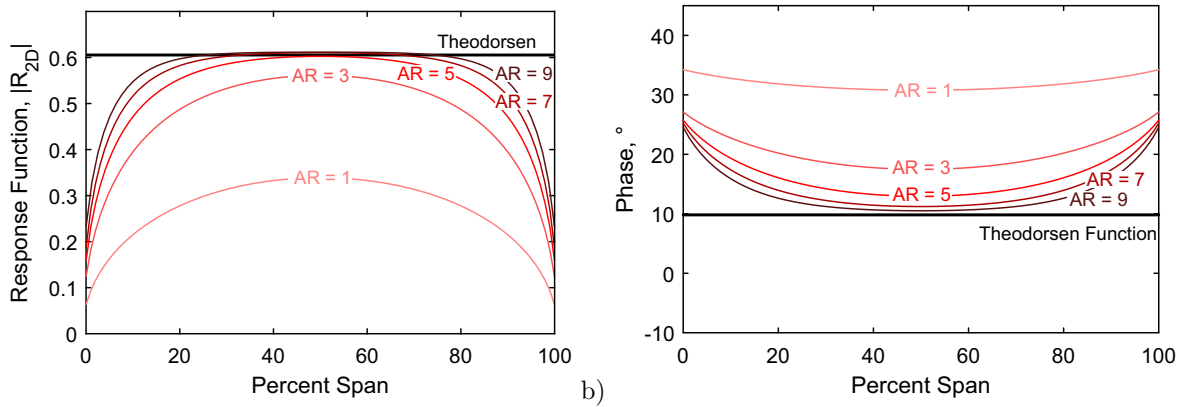 Response Function, |R_2D|
0.6
0.5
0.4
0.3
0.2
0.1
0
Theodorsen
AR = 3
AR = 5
AR = 9
AR = 7
AR = 1
0 20 40 60 80 100
Percent Span
b)
Phase, °
40
30
20
10
0
-10
AR = 1
AR = 3
AR = 7
AR = 5
AR = 9
Theodorsen Function
0 20 40 60 80 100
Percent Span